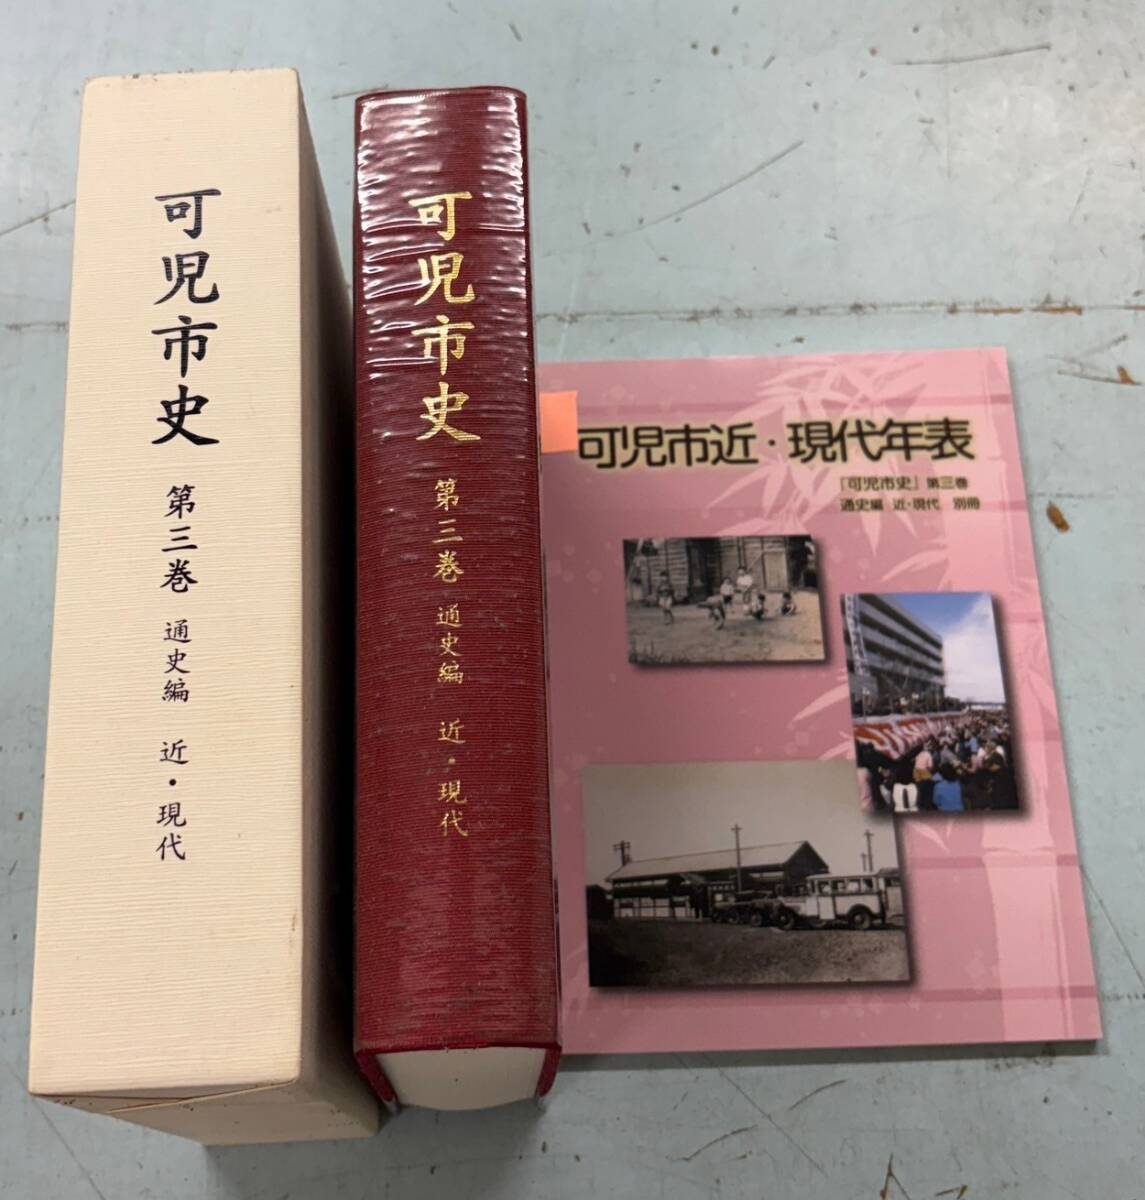 可児市史 第三巻 通史編 近・現代
可児市史 第三巻 通史編 近・現代
可児市近・現代年表
『可児市史』第三巻
通史編 近・現代 別冊